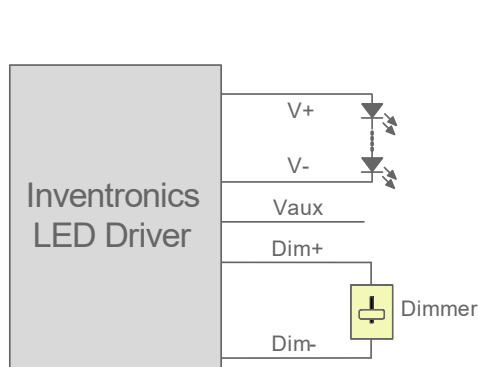 Inventronics
LED Driver
V+
V-
Vaux
Dim+
Dimmer
Dim-